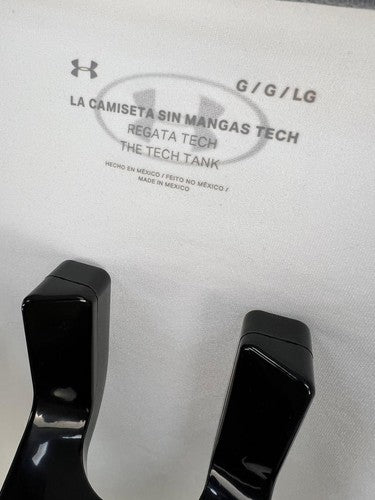 G / G / LG
LA CAMISETA SIN MANGAS TECH
REGATA TECH
THE TECH TANK
HECHO EN MÉXICO / FEITO NO MÉXICO /
MADE IN MEXICO